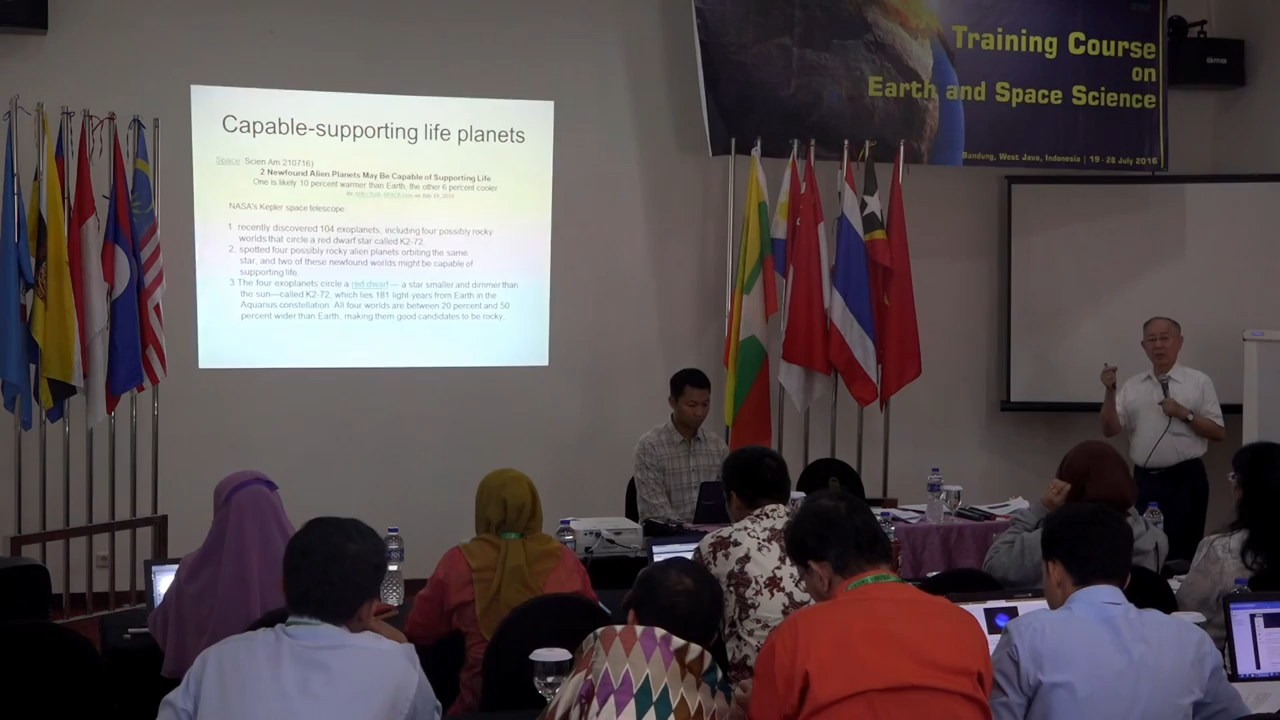 Capable-supporting life planets
Space Scien Am 210716)
2 Newfound Alien Planets May Be Capable of Supporting Life
One is likely 10 percent warmer than Earth, the other 6 percent cooler
NASA's Kepler space telescope:
1 recently discovered 104 exoplanets, including four possibly rocky
worlds that circle a red dwarf star called K2-72.
2. spotted four possibly rocky alien planets orbiting the same
star, and two of these newfound worlds might be capable of
supporting life.
3 The four exoplanets circle a red dwarf — a star smaller and dimmer than
the sun—called K2-72, which lies 181 light-years from Earth in the
Aquarius constellation. All four worlds are between 20 percent and 50
percent wider than Earth, making them good candidates to be rocky.
Training Course
on
Earth and Space Science
Bandung, West Java, Indonesia | 19 - 28 July 2016